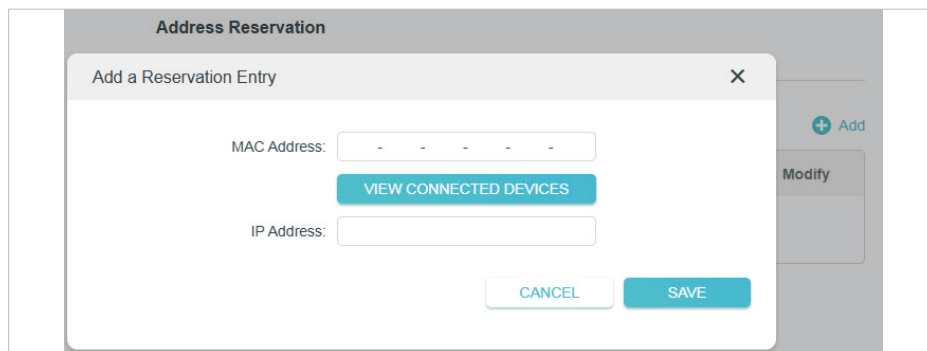 Address Reservation
Add a Reservation Entry
Add
MAC Address: - - - - -
Modify
VIEW CONNECTED DEVICES
IP Address:
CANCEL SAVE